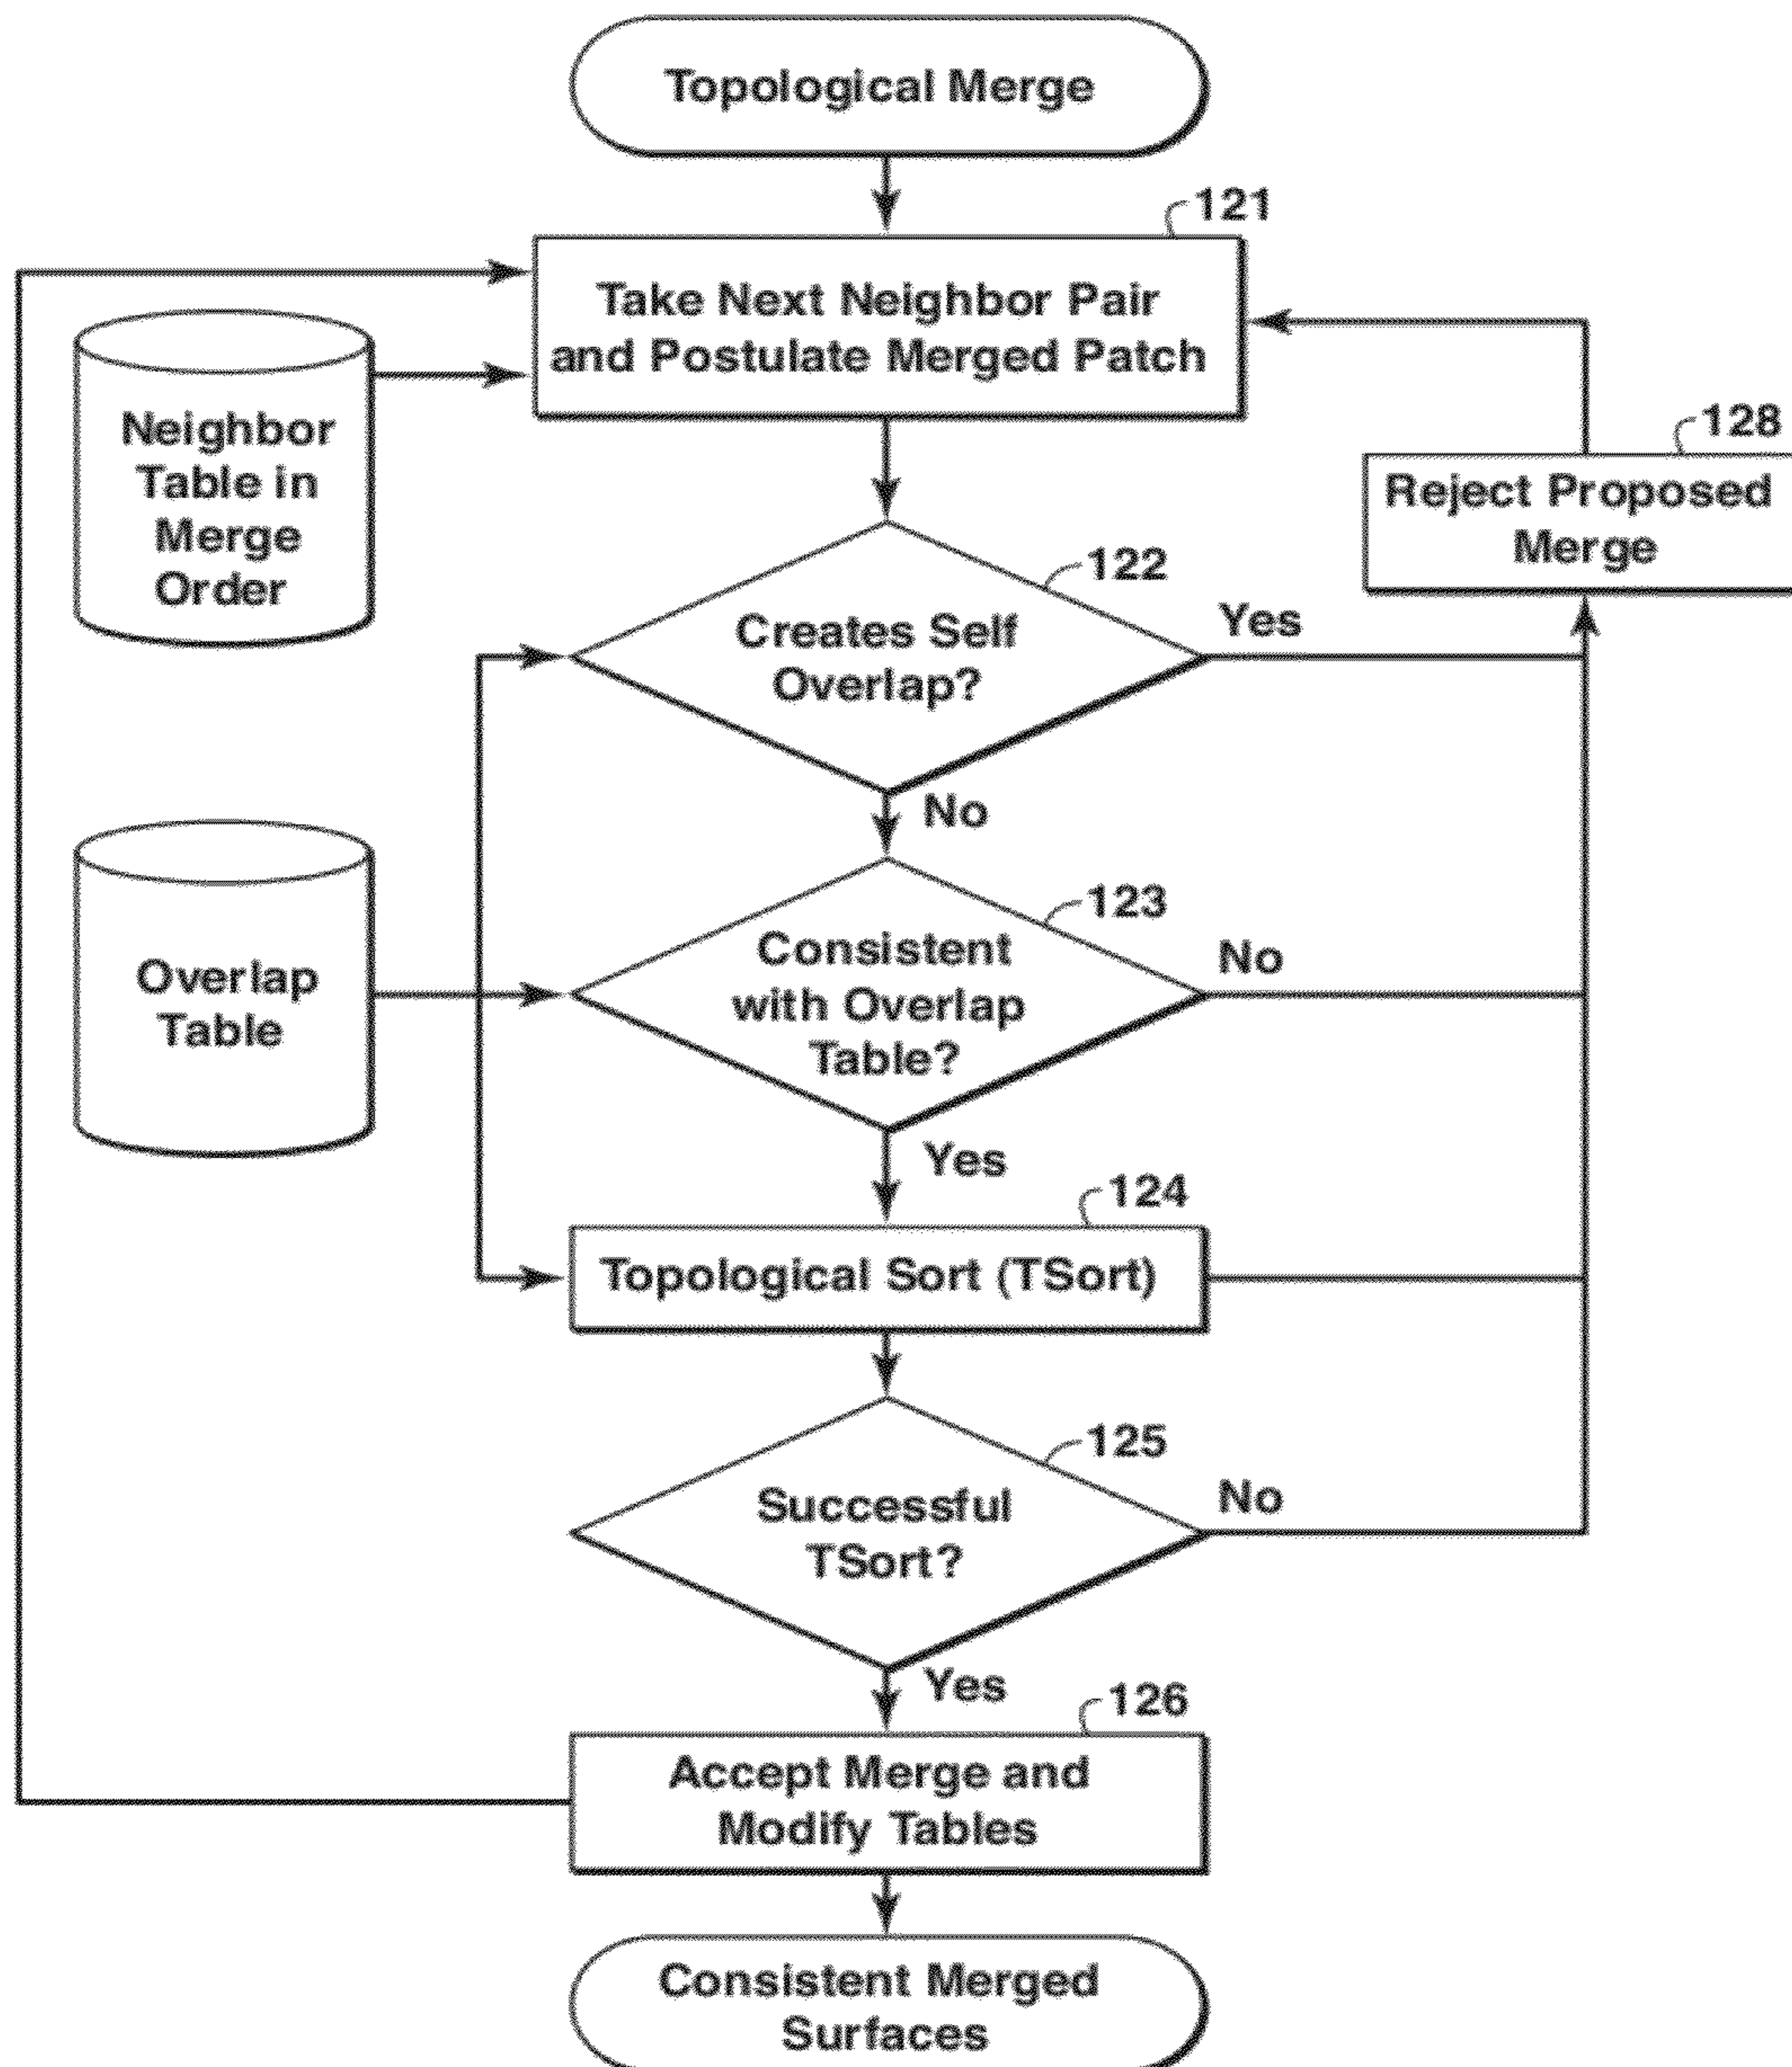 Topological Merge
121
Take Next Neighbor Pair
and Postulate Merged Patch
Neighbor
Table in
Merge
Order
128
Reject Proposed
Merge
122
Creates Self
Overlap?
Yes
No
Overlap
Table
123
Consistent
with Overlap
Table?
No
Yes
124
Topological Sort (TSort)
125
Successful
TSort?
No
Yes
126
Accept Merge and
Modify Tables
Consistent Merged
Surfaces